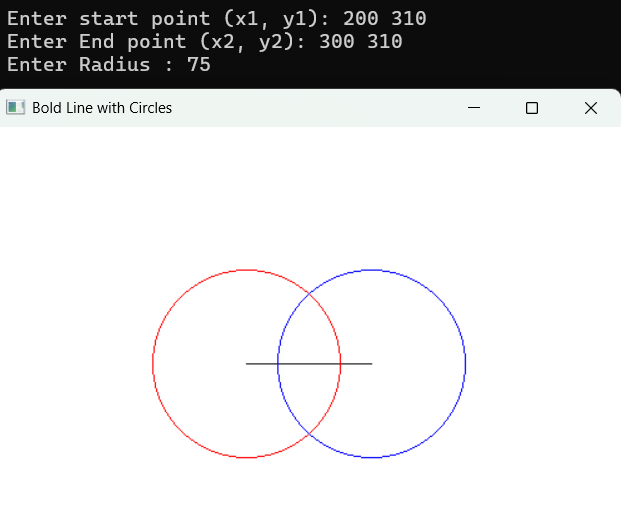 Enter start point (x1, y1): 200 310
Enter End point (x2, y2): 300 310
Enter Radius : 75
Bold Line with Circles